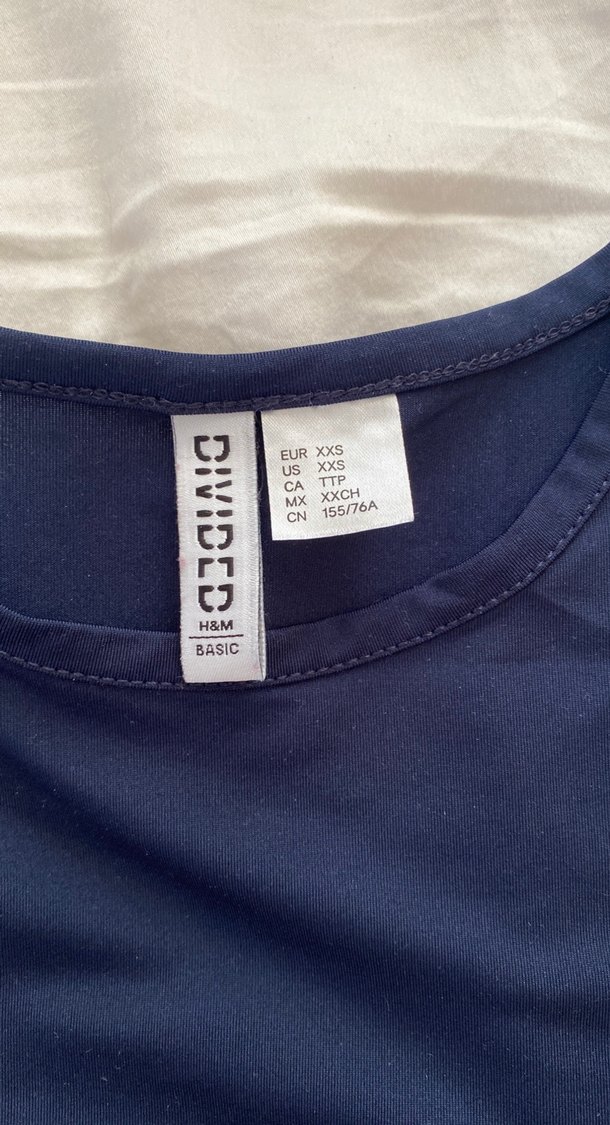 DIVIDED
H&M
BASIC
EUR XXS
US XXS
CA TTP
MX XXCH
CN 155/76A